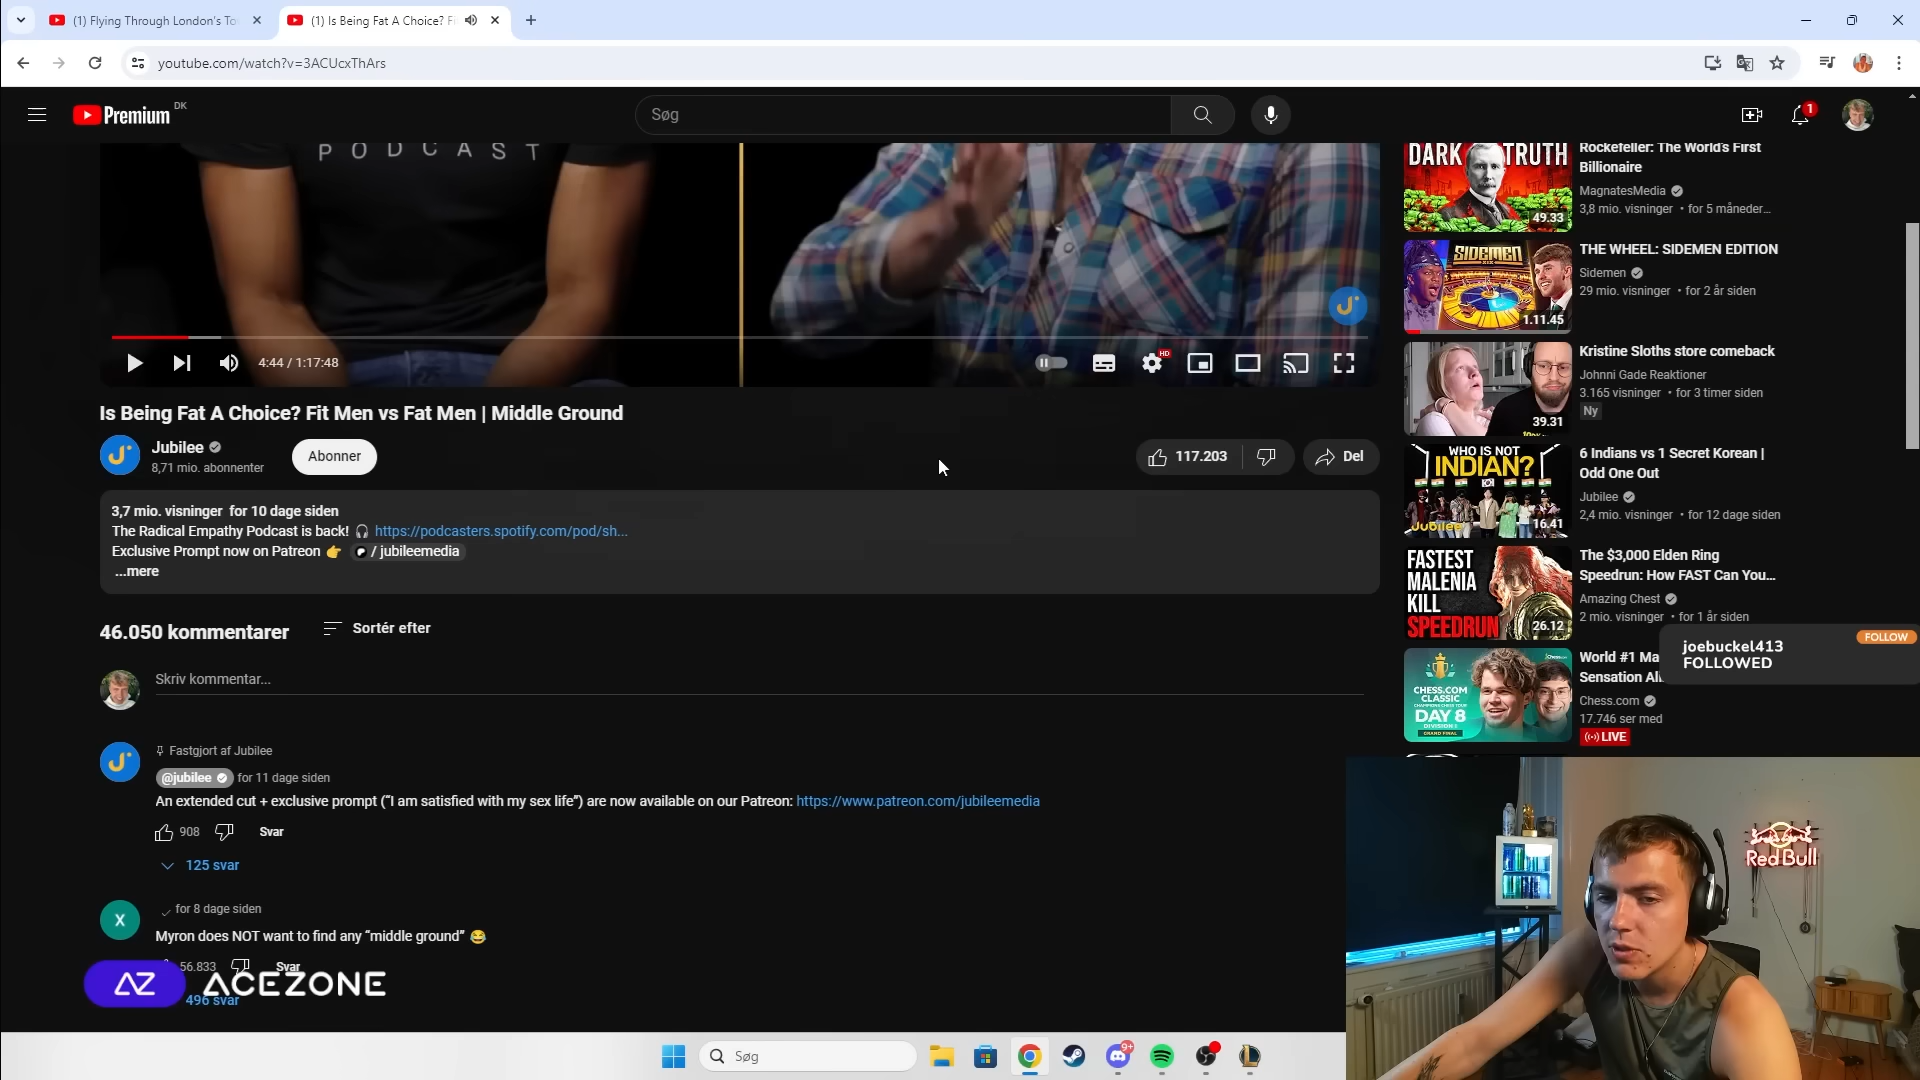 (1) Flying Through London's To
(1) Is Being Fat A Choice? Fi
youtube.com/watch?v=3ACUcxThArs
Premium
DK
Søg
1
PODCAST
4:44 / 1:17:48
HD
Is Being Fat A Choice? Fit Men vs Fat Men | Middle Ground
Jubilee
8,71 mio. abonnenter
Abonner
117.203
Del
3,7 mio. visninger for 10 dage siden
The Radical Empathy Podcast is back! 🎧 https://podcasters.spotify.com/pod/sh...
Exclusive Prompt now on Patreon 👉 / jubileemedia
...mere
46.050 kommentarer
Sortér efter
Skriv kommentar...
Fastgjort af Jubilee
@jubilee for 11 dage siden
An extended cut + exclusive prompt (“I am satisfied with my sex life”) are now available on our Patreon: https://www.patreon.com/jubileemedia
908
Svar
125 svar
X
for 8 dage siden
Myron does NOT want to find any “middle ground” 😂
56.833
Svar
496 svar
AZ ACEZONE
DARK TRUTH
49.33
Rockefeller: The World's First
Billionaire
MagnatesMedia
3,8 mio. visninger • for 5 måneder...
SIDEMEN
1.11.45
THE WHEEL: SIDEMEN EDITION
Sidemen
29 mio. visninger • for 2 år siden
39.31
Kristine Sloths store comeback
Johnni Gade Reaktioner
3.165 visninger • for 3 timer siden
Ny
WHO IS NOT
INDIAN?
Jubilee
16.41
6 Indians vs 1 Secret Korean |
Odd One Out
Jubilee
2,4 mio. visninger • for 12 dage siden
FASTEST
MALENIA
KILL
SPEEDRUN
26.12
The $3,000 Elden Ring
Speedrun: How FAST Can You...
Amazing Chest
2 mio. visninger • for 1 år siden
FOLLOW
joebuckel413
FOLLOWED
CHESS.COM
CLASSIC
DAY 8
DIVISION I
GRAND FINAL
World #1 Ma
Sensation Ali
Chess.com
17.746 ser med
LIVE
Red Bull
Søg
9+